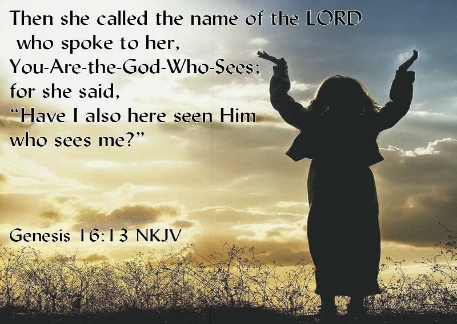 Then she called the name of the LORD
who spoke to her,
You-Are-the-God-Who-Sees;
for she said,
“Have I also here seen Him
who sees me?”
Genesis 16:13 NKJV